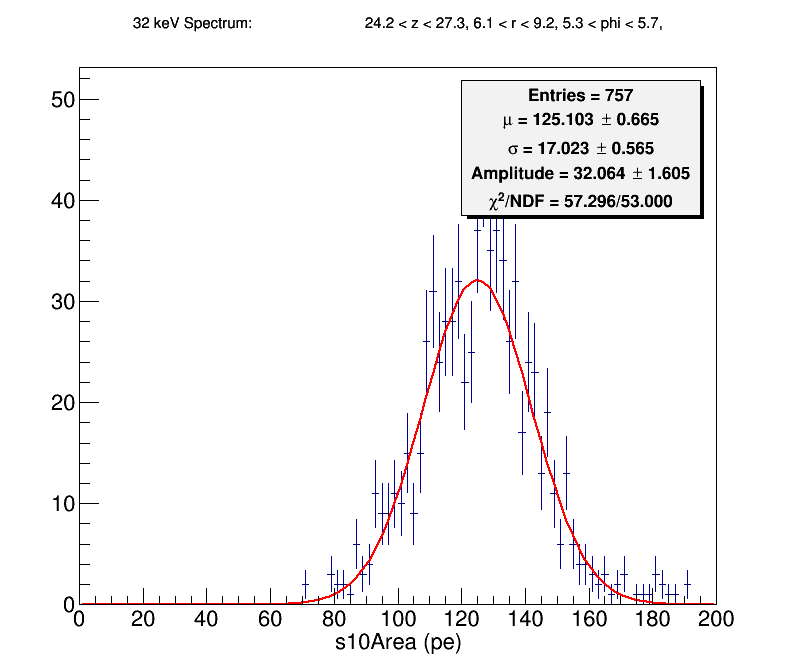 32 keV Spectrum: 24.2 < z < 27.3, 6.1 < r < 9.2, 5.3 < phi < 5.7,
Entries = 757
μ = 125.103 ± 0.665
σ = 17.023 ± 0.565
Amplitude = 32.064 ± 1.605
χ²/NDF = 57.296/53.000
50
40
30
20
10
0
0 20 40 60 80 100 120 140 160 180 200
s10Area (pe)